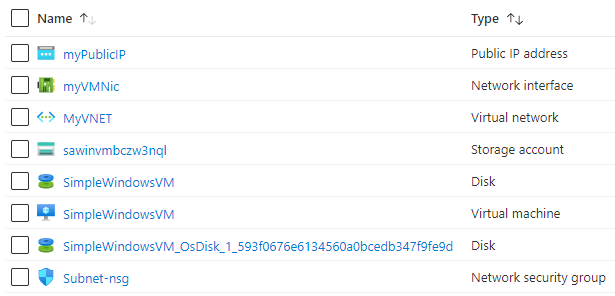 Name ↑↓ Type ↑↓
myPublicIP Public IP address
myVMNic Network interface
MyVNET Virtual network
sawinvmbczw3nql Storage account
SimpleWindowsVM Disk
SimpleWindowsVM Virtual machine
SimpleWindowsVM_OsDisk_1_593f0676e6134560a0bcedb347f9fe9d Disk
Subnet-nsg Network security group